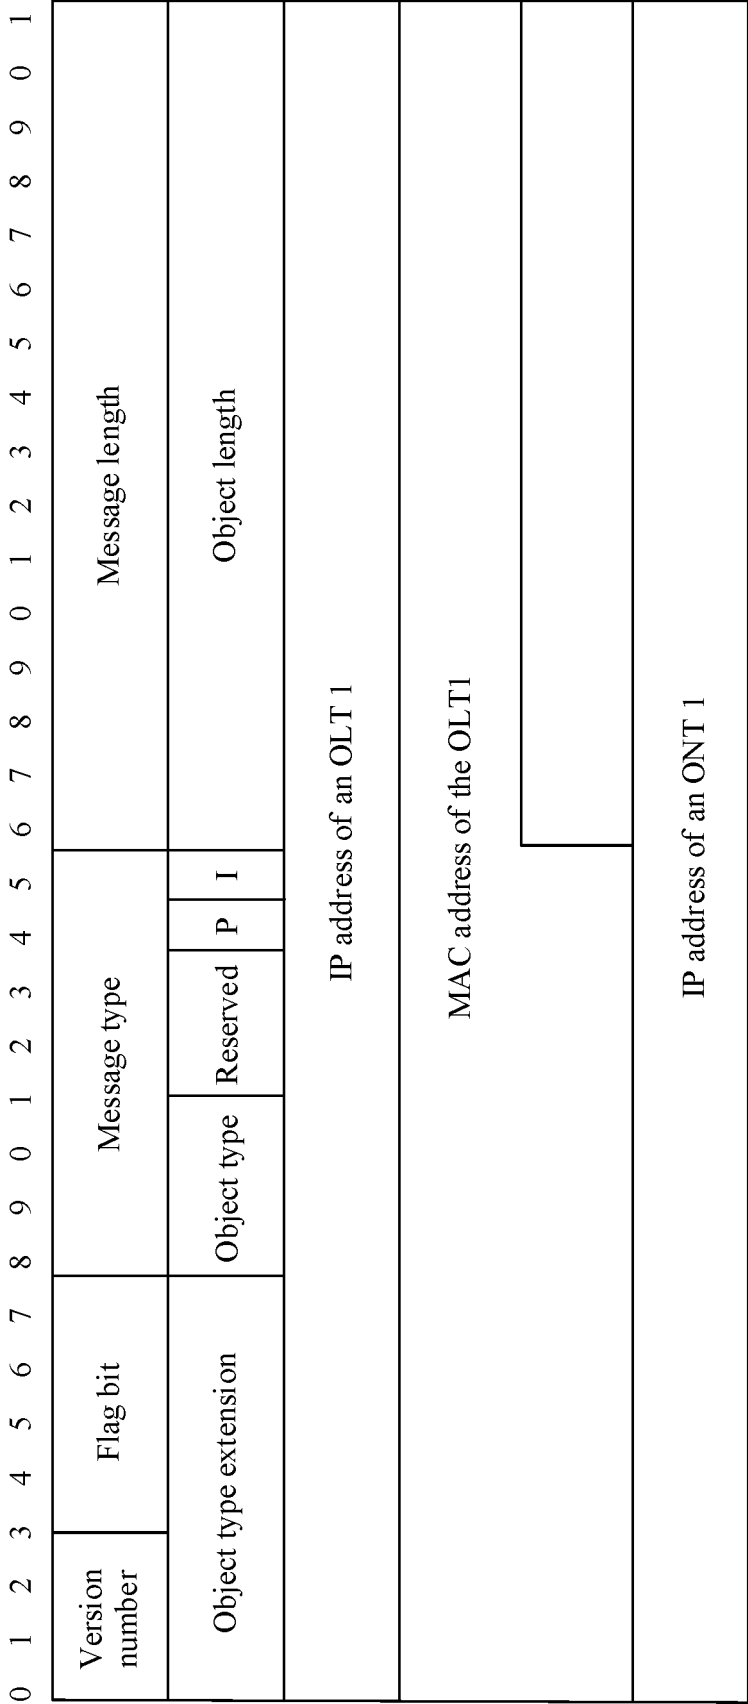 0 1 2 3 4 5 6 7 8 9 0 1 2 3 4 5 6 7 8 9 0 1 2 3 4 5 6 7 8 9 0 1
Version
number
Flag bit
Message type
Message length
Object type extension
Object type
Reserved
P
I
Object length
IP address of an OLT 1
MAC address of the OLT1
IP address of an ONT 1